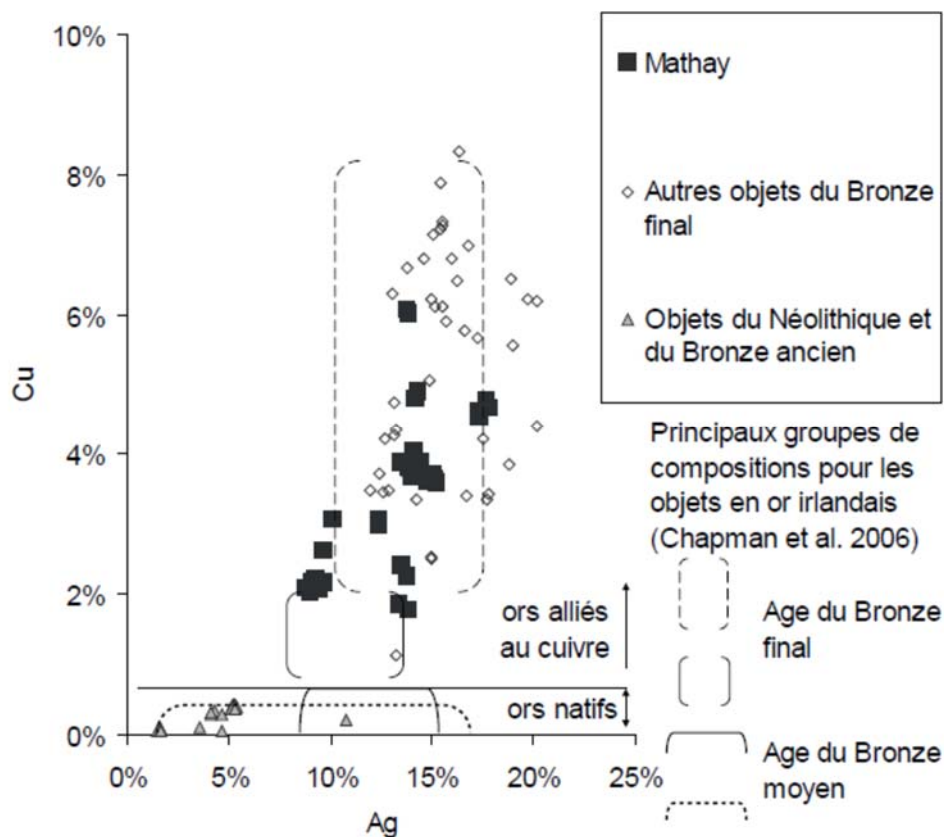 10%
8%
6%
4%
2%
0%
Cu
0%
5%
10%
15%
20%
25%
Ag
Mathay
Autres objets du Bronze
final
Objets du Néolithique et
du Bronze ancien
Principaux groupes de
compositions pour les
objets en or irlandais
(Chapman et al. 2006)
ors alliés
au cuivre
ors natifs
Age du Bronze
final
Age du Bronze
moyen